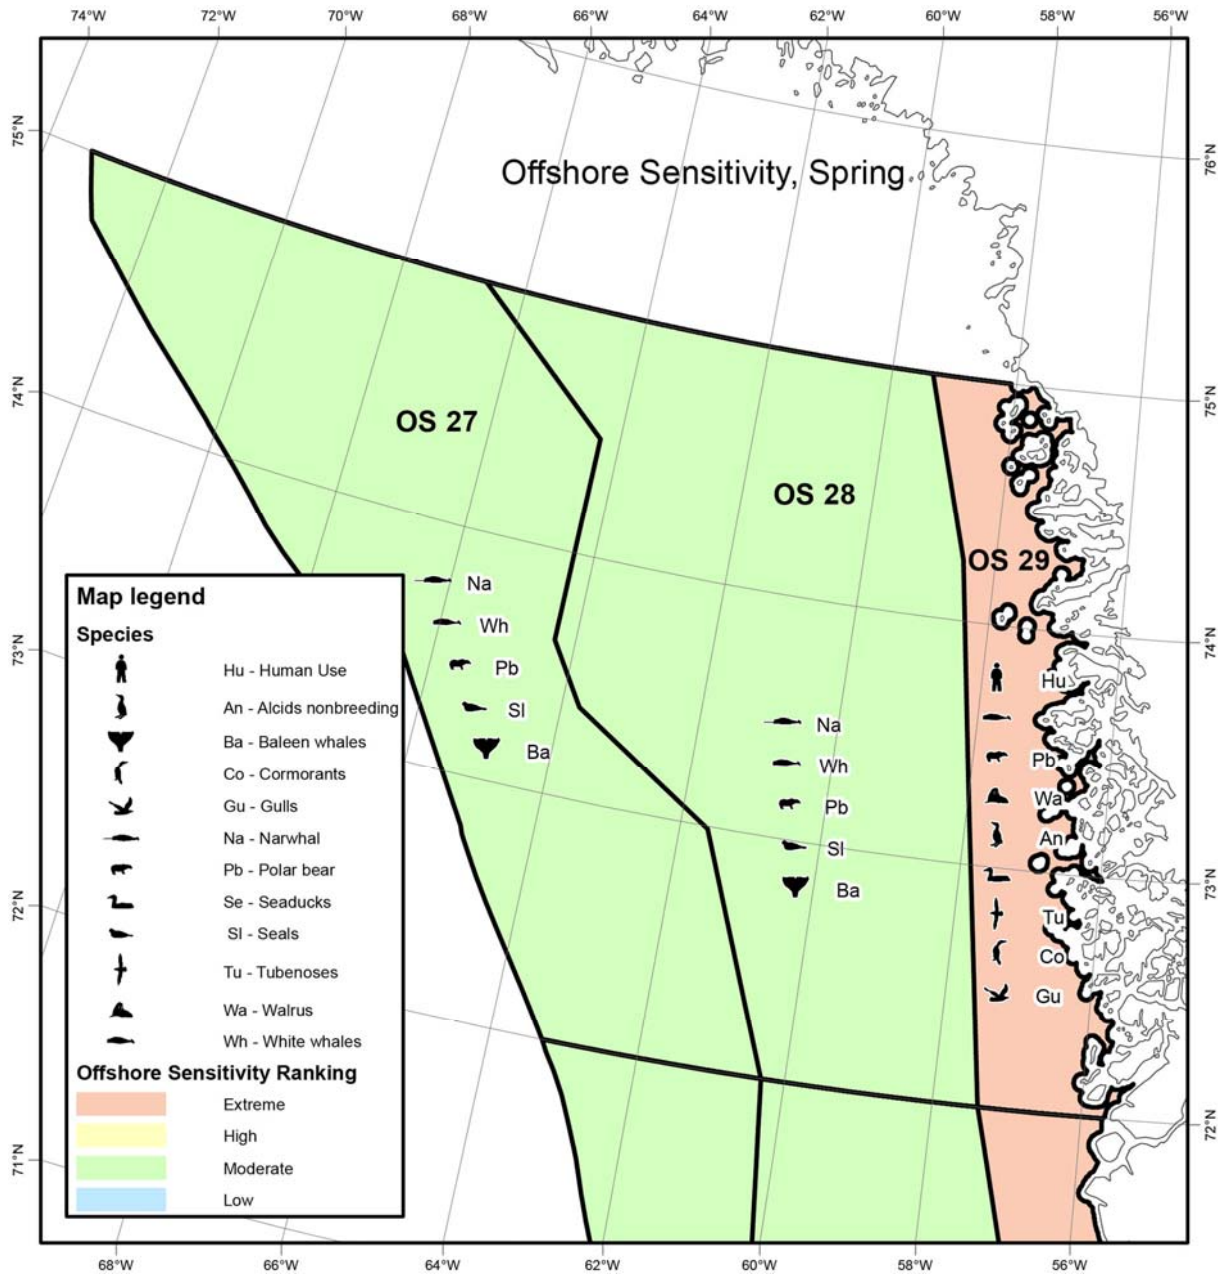 74°W 72°W 70°W 68°W 66°W 64°W 62°W 60°W 58°W 56°W
75°N
76°N
Offshore Sensitivity, Spring
74°N
75°N
OS 27
OS 28
OS 29
Na
Wh
Pb
Sl
Ba
Na
Wh
Pb
Sl
Ba
Hu
Pb
Wa
An
Tu
Co
Gu
73°N
74°N
72°N
73°N
71°N
72°N
Map legend
Species
Hu - Human Use
An - Alcids nonbreeding
Ba - Baleen whales
Co - Cormorants
Gu - Gulls
Na - Narwhal
Pb - Polar bear
Se - Seaducks
Sl - Seals
Tu - Tubenoses
Wa - Walrus
Wh - White whales
Offshore Sensitivity Ranking
Extreme
High
Moderate
Low
68°W 66°W 64°W 62°W 60°W 58°W 56°W